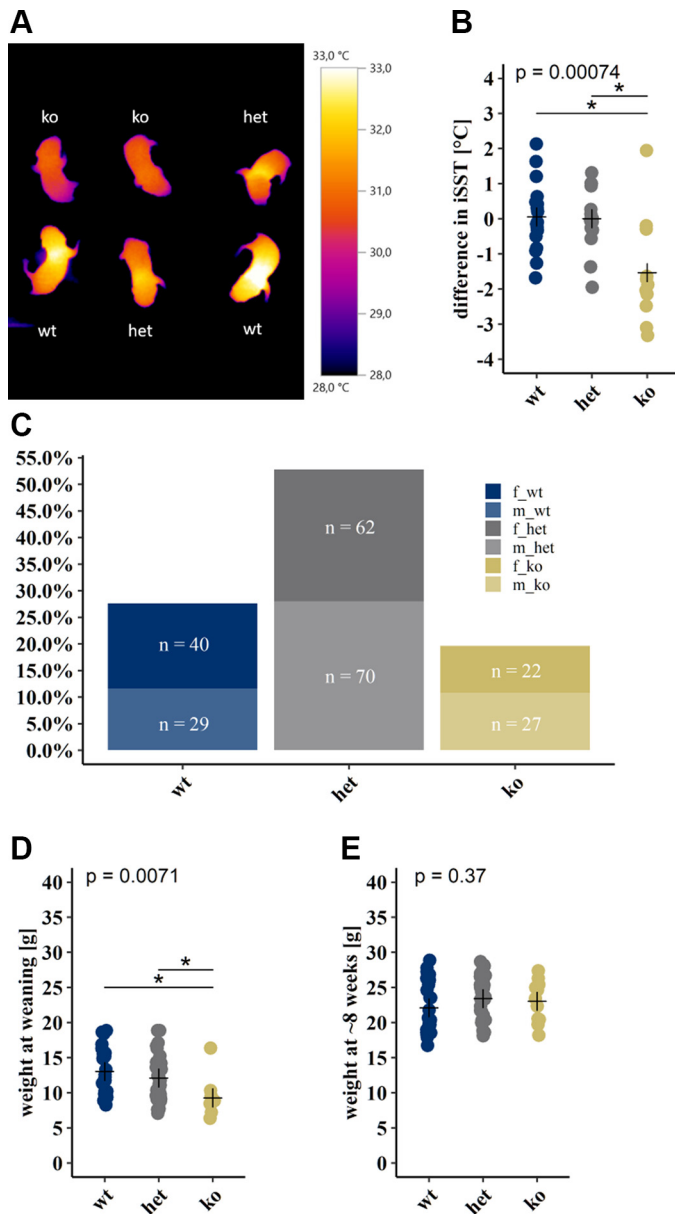 A
33,0 °C
ko ko het
wt het wt
33,0
32,0
31,0
30,0
29,0
28,0
28,0 °C
B
p = 0.00074
*
*
difference in iSST [°C]
4
3
2
1
0
-1
-2
-3
-4
wt het ko
C
55.0%
50.0%
45.0%
40.0%
35.0%
30.0%
25.0%
20.0%
15.0%
10.0%
5.0%
0.0%
n = 40
n = 29
n = 62
n = 70
n = 22
n = 27
f_wt
m_wt
f_het
m_het
f_ko
m_ko
wt het ko
D
p = 0.0071
*
*
weight at weaning [g]
40
35
30
25
20
15
10
5
0
wt het ko
E
p = 0.37
weight at ~8 weeks [g]
40
35
30
25
20
15
10
5
0
wt het ko